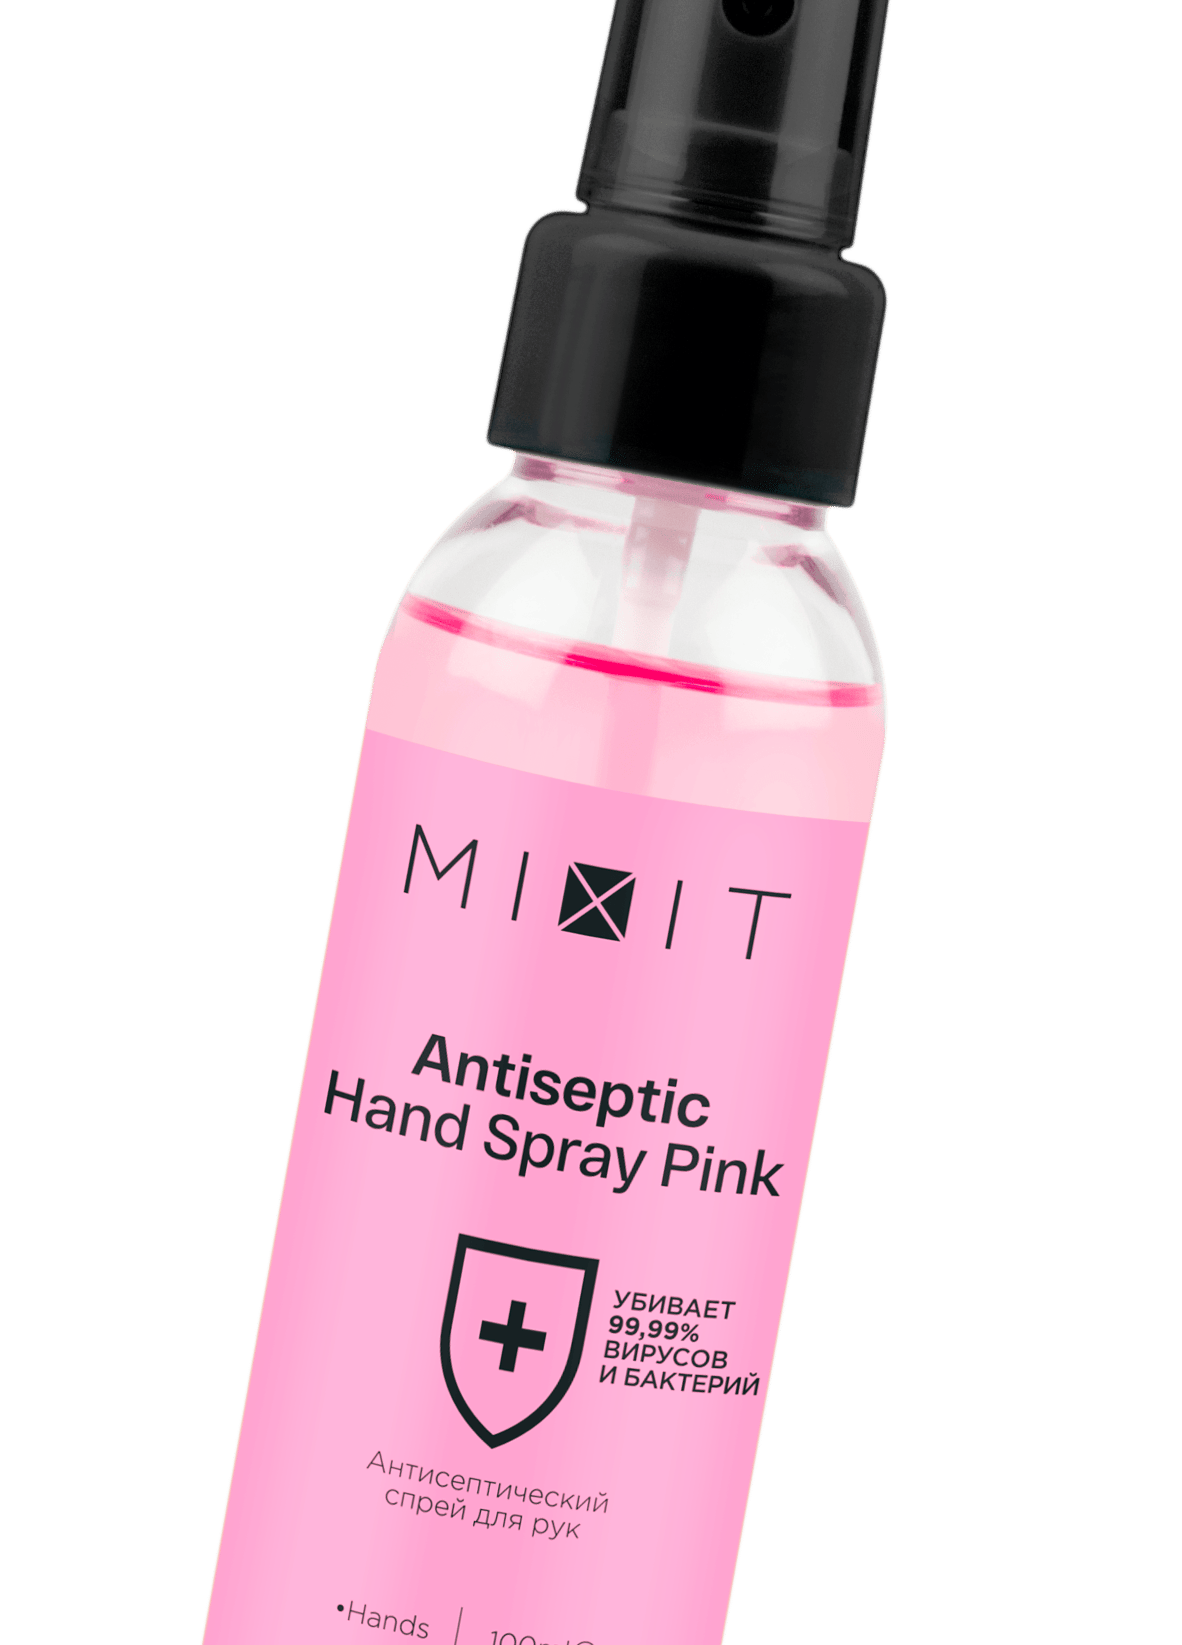 MIXIT
Antiseptic
Hand Spray Pink
УБИВАЕТ
99,99%
ВИРУСОВ
И БАКТЕРИЙ
Антисептический
спрей для рук
•Hands